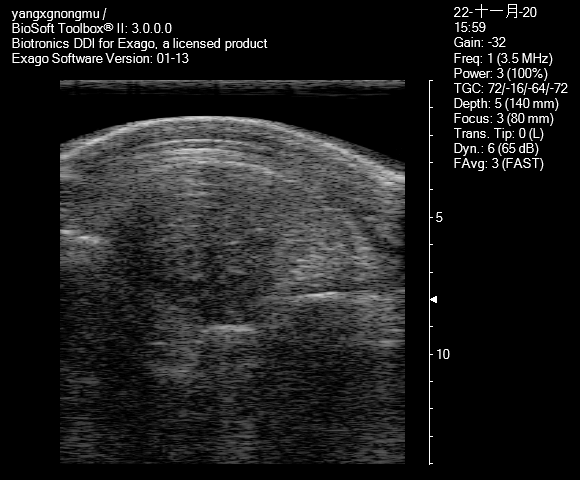 yangxgnongmu /
BioSoft Toolbox® II: 3.0.0.0
Biotronics DDI for Exago, a licensed product
Exago Software Version: 01-13
22-十一月-20
15:59
Gain: -32
Freq: 1 (3.5 MHz)
Power: 3 (100%)
TGC: 72/-16/-64/-72
Depth: 5 (140 mm)
Focus: 3 (80 mm)
Trans. Tip: 0 (L)
Dyn.: 6 (65 dB)
FAvg: 3 (FAST)
5
10